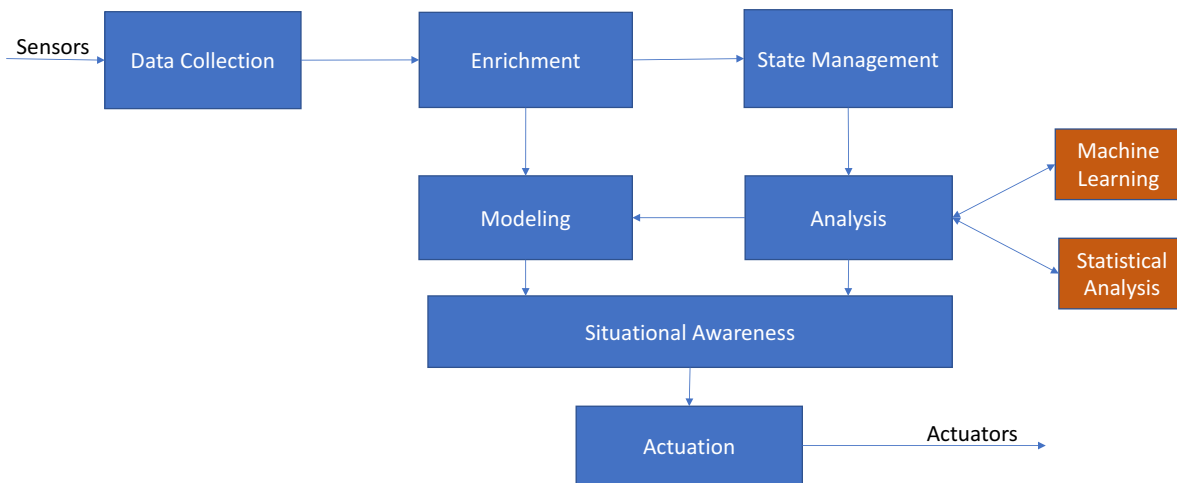 Sensors
Data Collection
Enrichment
State Management
Machine
Learning
Modeling
Analysis
Statistical
Analysis
Situational Awareness
Actuation
Actuators